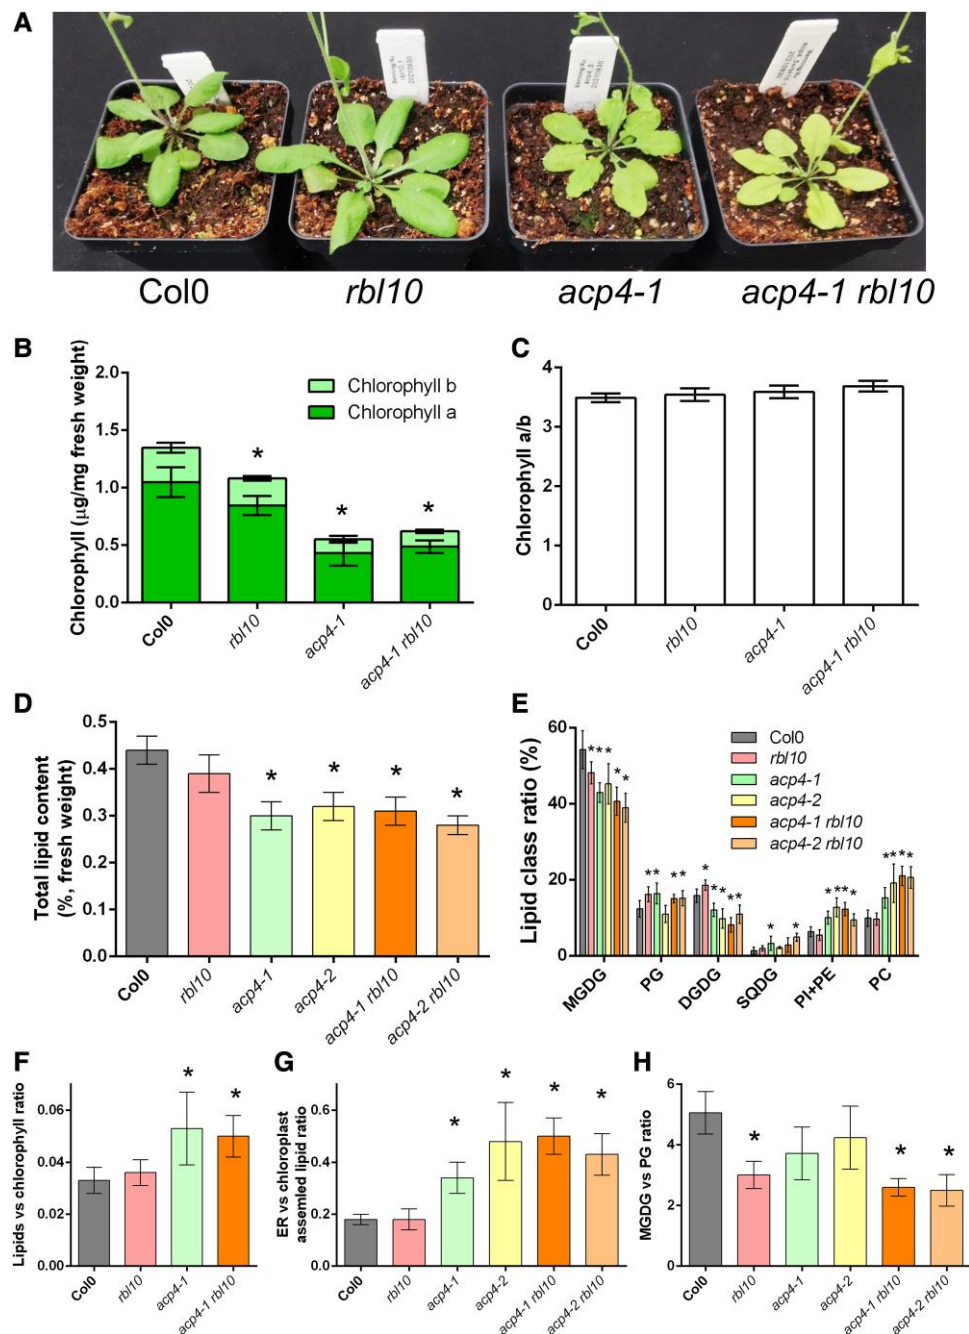 A
Col0 rbl10 acp4-1 acp4-1 rbl10
B
Chlorophyll (µg/mg fresh weight)
2.0
1.5
1.0
0.5
0.0
Chlorophyll b
Chlorophyll a
*
*
*
Col0
rbl10
acp4-1
acp4-1 rbl10
C
Chlorophyll a/b
4
3
2
1
0
Col0
rbl10
acp4-1
acp4-1 rbl10
D
Total lipid content
(%, fresh weight)
0.5
0.4
0.3
0.2
0.1
0.0
* * * *
Col0
rbl10
acp4-1
acp4-2
acp4-1 rbl10
acp4-2 rbl10
E
Lipid class ratio (%)
60
40
20
0
Col0
rbl10
acp4-1
acp4-2
acp4-1 rbl10
acp4-2 rbl10
MGDG
PG
DGDG
SQDG
PI+PE
PC
F
Lipids vs chlorophyll ratio
0.06
0.04
0.02
0.00
* *
Col0
rbl10
acp4-1
acp4-1 rbl10
G
ER vs chloroplast
assembled lipid ratio
0.6
0.4
0.2
0.0
* * * *
Col0
rbl10
acp4-1
acp4-2
acp4-1 rbl10
acp4-2 rbl10
H
MGDG vs PG ratio
6
4
2
0
* * *
Col0
rbl10
acp4-1
acp4-2
acp4-1 rbl10
acp4-2 rbl10